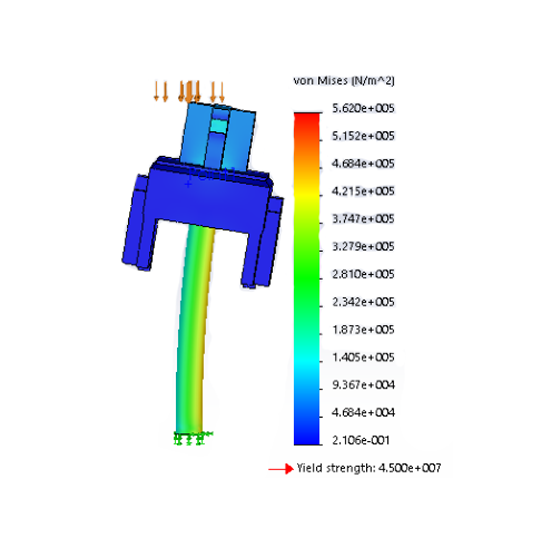 von Mises (N/m^2)
5.620e+005
5.152e+005
4.684e+005
4.215e+005
3.747e+005
3.279e+005
2.810e+005
2.342e+005
1.873e+005
1.405e+005
9.367e+004
4.684e+004
2.106e-001
Yield strength: 4.500e+007